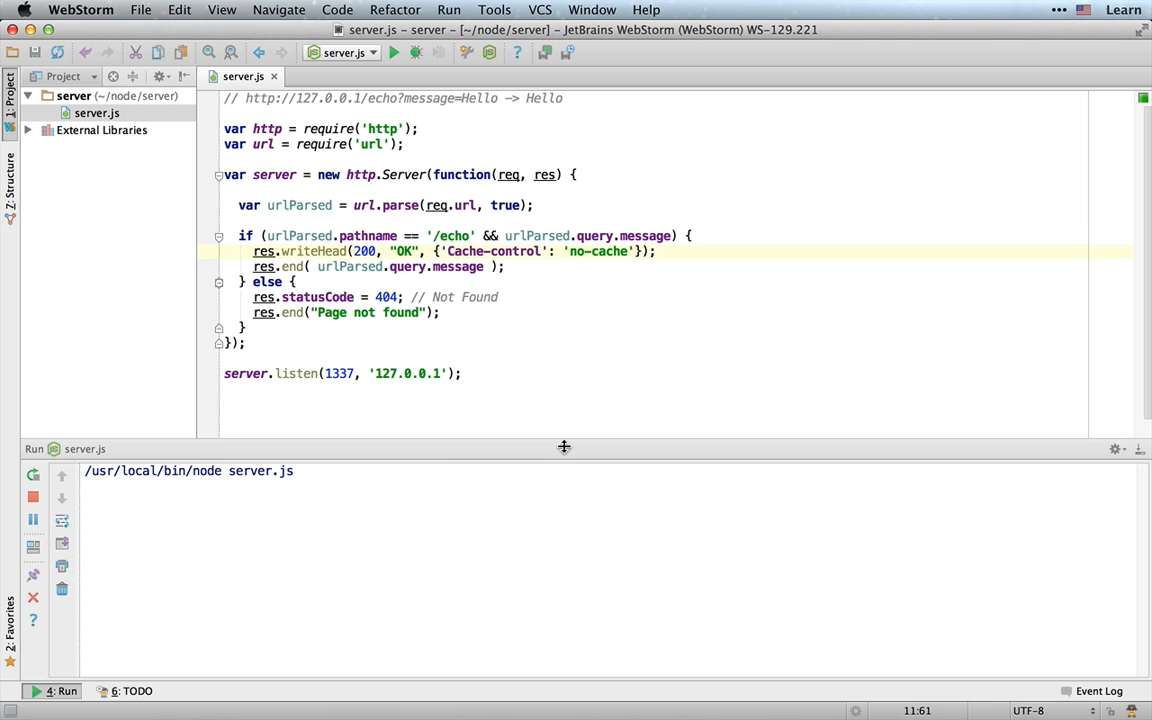 WebStorm File Edit View Navigate Code Refactor Run Tools VCS Window Help Learn
server.js – server – [~/node/server] – JetBrains WebStorm (WebStorm) WS-129.221
server.js
Project
server.js
1: Project
server (~/node/server)
server.js
External Libraries
2: Structure
// http://127.0.0.1/echo?message=Hello -> Hello
var http = require('http');
var url = require('url');
var server = new http.Server(function(req, res) {
var urlParsed = url.parse(req.url, true);
if (urlParsed.pathname == '/echo' && urlParsed.query.message) {
res.writeHead(200, "OK", {'Cache-control': 'no-cache'});
res.end( urlParsed.query.message );
} else {
res.statusCode = 404; // Not Found
res.end("Page not found");
}
});
server.listen(1337, '127.0.0.1');
Run server.js
/usr/local/bin/node server.js
2: Favorites
4: Run 6: TODO Event Log
11:61 UTF-8